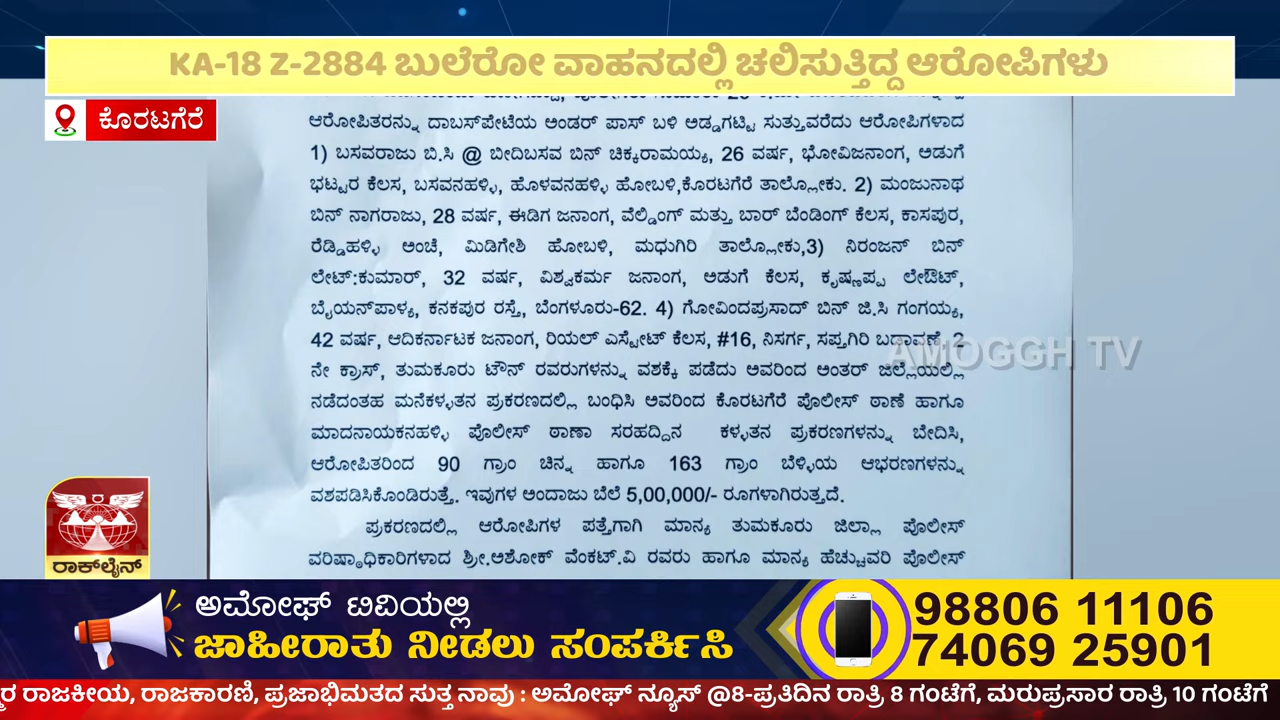 KA-18 Z-2884 ಬುಲೆರೋ ವಾಹನದಲ್ಲಿ ಚಲಿಸುತ್ತಿದ್ದ ಆರೋಪಿಗಳು
ಕೊರಟಗೆರೆ
ಆರೋಪಿತರನ್ನು ದಾಬಸ್‌ಪೇಟೆಯ ಅಂಡರ್ ಪಾಸ್ ಬಳಿ ಅಡ್ಡಗಟ್ಟಿ ಸುತ್ತುವರೆದು ಆರೋಪಿಗಳಾದ
1) ಬಸವರಾಜು ಬಿ.ಸಿ @ ಬೀದಿಬಸವ ಬಿನ್ ಚಿಕ್ಕರಾಮಯ್ಯ, 26 ವರ್ಷ, ಭೋವಿಜನಾಂಗ, ಅಡುಗೆ
ಭಟ್ಟರ ಕೆಲಸ, ಬಸವನಹಳ್ಳಿ, ಹೊಳವನಹಳ್ಳಿ ಹೋಬಳಿ,ಕೊರಟಗೆರೆ ತಾಲ್ಲೋಕು. 2) ಮಂಜುನಾಥ
ಬಿನ್ ನಾಗರಾಜು, 28 ವರ್ಷ, ಈಡಿಗ ಜನಾಂಗ, ವೆಲ್ಡಿಂಗ್ ಮತ್ತು ಬಾರ್ ಬೆಂಡಿಂಗ್ ಕೆಲಸ, ಕಾಸಪುರ,
ರೆಡ್ಡಿಹಳ್ಳಿ ಅಂಚೆ, ಮಿಡಿಗೇಶಿ ಹೋಬಳಿ, ಮಧುಗಿರಿ ತಾಲ್ಲೋಕು,3) ನಿರಂಜನ್ ಬಿನ್
ಲೇಟ್:ಕುಮಾರ್, 32 ವರ್ಷ, ವಿಶ್ವಕರ್ಮ ಜನಾಂಗ, ಅಡುಗೆ ಕೆಲಸ, ಕೃಷ್ಣಪ್ಪ ಲೇಔಟ್,
ಬೈಯನ್‌ಪಾಳ್ಯ, ಕನಕಪುರ ರಸ್ತೆ, ಬೆಂಗಳೂರು-62. 4) ಗೋವಿಂದಪ್ರಸಾದ್ ಬಿನ್ ಜಿ.ಸಿ ಗಂಗಯ್ಯ,
42 ವರ್ಷ, ಆದಿಕರ್ನಾಟಕ ಜನಾಂಗ, ರಿಯಲ್ ಎಸ್ಟೇಟ್ ಕೆಲಸ, #16, ನಿಸರ್ಗ, ಸಪ್ತಗಿರಿ ಬಡಾವಣೆ, 2
ನೇ ಕ್ರಾಸ್, ತುಮಕೂರು ಟೌನ್ ರವರುಗಳನ್ನು ವಶಕ್ಕೆ ಪಡೆದು ಅವರಿಂದ ಅಂತರ್ ಜಿಲ್ಲೆಯಲ್ಲಿ
ನಡೆದಂತಹ ಮನೆಕಳ್ಳತನ ಪ್ರಕರಣದಲ್ಲಿ ಬಂಧಿಸಿ ಅವರಿಂದ ಕೊರಟಗೆರೆ ಪೊಲೀಸ್ ಠಾಣೆ ಹಾಗೂ
ಮಾದನಾಯಕನಹಳ್ಳಿ ಪೊಲೀಸ್ ಠಾಣಾ ಸರಹದ್ದಿನ ಕಳ್ಳತನ ಪ್ರಕರಣಗಳನ್ನು ಬೇದಿಸಿ,
ಆರೋಪಿತರಿಂದ 90 ಗ್ರಾಂ ಚಿನ್ನ ಹಾಗೂ 163 ಗ್ರಾಂ ಬೆಳ್ಳಿಯ ಆಭರಣಗಳನ್ನು
ವಶಪಡಿಸಿಕೊಂಡಿರುತ್ತೆ. ಇವುಗಳ ಅಂದಾಜು ಬೆಲೆ 5,00,000/- ರೂಗಳಾಗಿರುತ್ತದೆ.
ಪ್ರಕರಣದಲ್ಲಿ ಆರೋಪಿಗಳ ಪತ್ತೆಗಾಗಿ ಮಾನ್ಯ ತುಮಕೂರು ಜಿಲ್ಲಾ ಪೊಲೀಸ್
ವರಿಷ್ಠಾಧಿಕಾರಿಗಳಾದ ಶ್ರೀ.ಅಶೋಕ್ ವೆಂಕಟ್.ವಿ ರವರು ಹಾಗೂ ಮಾನ್ಯ ಹೆಚ್ಚುವರಿ ಪೊಲೀಸ್
AMOGGH TV
ರಾಕ್‌ಲೈನ್
ಅಮೋಘ್ ಟಿವಿಯಲ್ಲಿ
ಜಾಹೀರಾತು ನೀಡಲು ಸಂಪರ್ಕಿಸಿ
98806 11106
74069 25901
ರಾಜಕೀಯ, ರಾಜಕಾರಣಿ, ಪ್ರಜಾಭಿಮತದ ಸುತ್ತ ನಾವು : ಅಮೋಘ್ ನ್ಯೂಸ್ @8-ಪ್ರತಿದಿನ ರಾತ್ರಿ 8 ಗಂಟೆಗೆ, ಮರುಪ್ರಸಾರ ರಾತ್ರಿ 10 ಗಂಟೆಗೆ